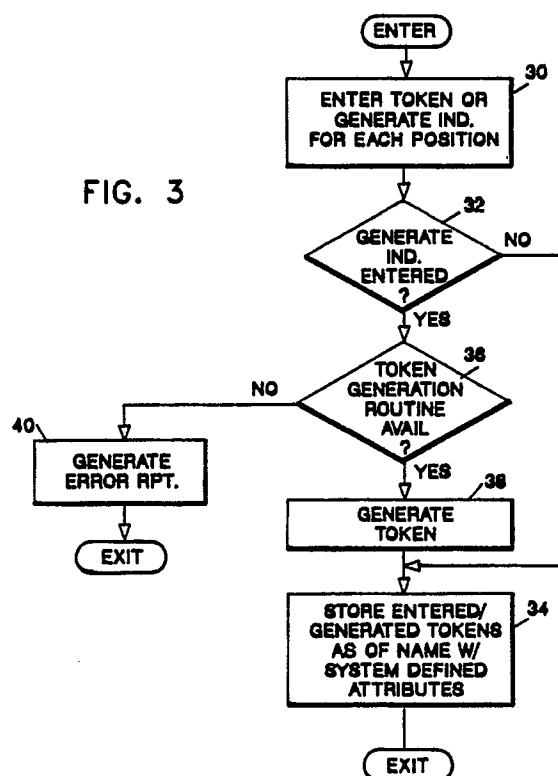 ENTER
30
ENTER TOKEN OR
GENERATE IND.
FOR EACH POSITION
FIG. 3
32
GENERATE
IND.
ENTERED
?
NO
YES
36
TOKEN
GENERATION
ROUTINE
AVAIL
?
NO
YES
40
GENERATE
ERROR RPT.
EXIT
38
GENERATE
TOKEN
34
STORE ENTERED/
GENERATED TOKENS
AS OF NAME W/
SYSTEM DEFINED
ATTRIBUTES
EXIT